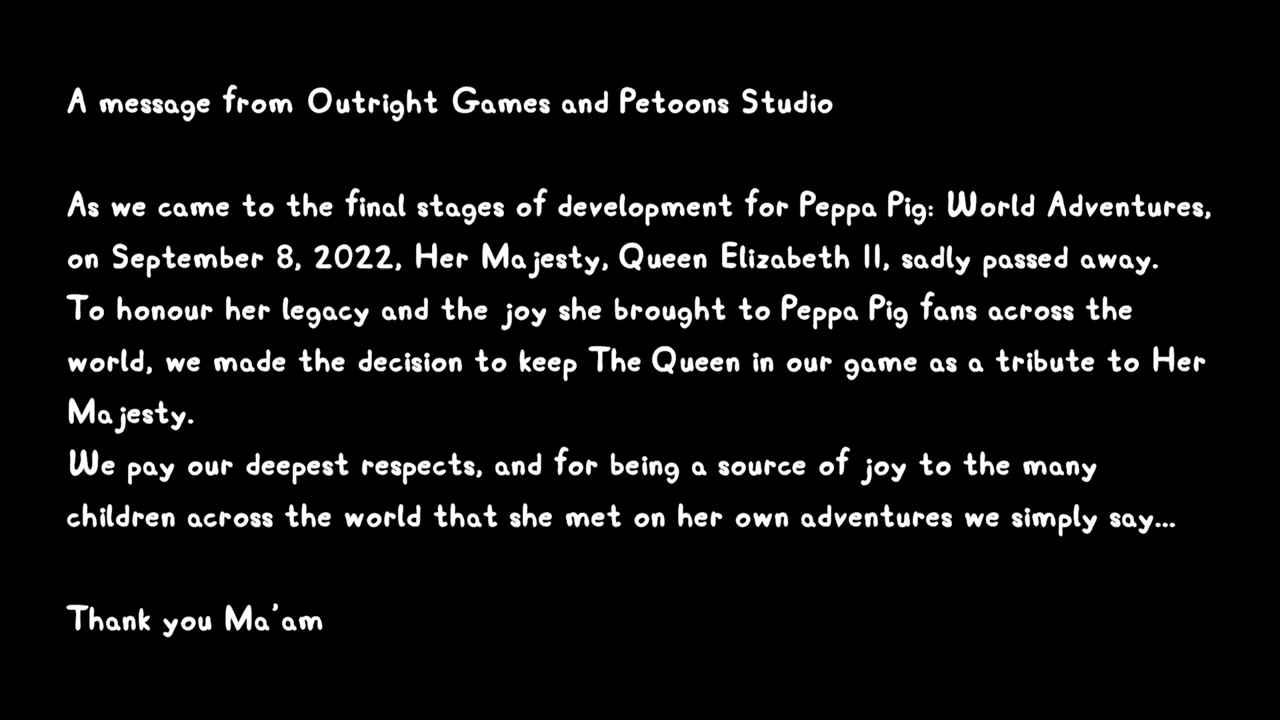 A message from Outright Games and Petoons Studio
As we came to the final stages of development for Peppa Pig: World Adventures,
on September 8, 2022, Her Majesty, Queen Elizabeth II, sadly passed away.
To honour her legacy and the joy she brought to Peppa Pig fans across the
world, we made the decision to keep The Queen in our game as a tribute to Her
Majesty.
We pay our deepest respects, and for being a source of joy to the many
children across the world that she met on her own adventures we simply say...
Thank you Ma'am